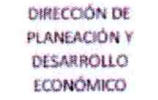 DIRECCIÓN DE
PLANEACIÓN Y
DESARROLLO
ECONÓMICO